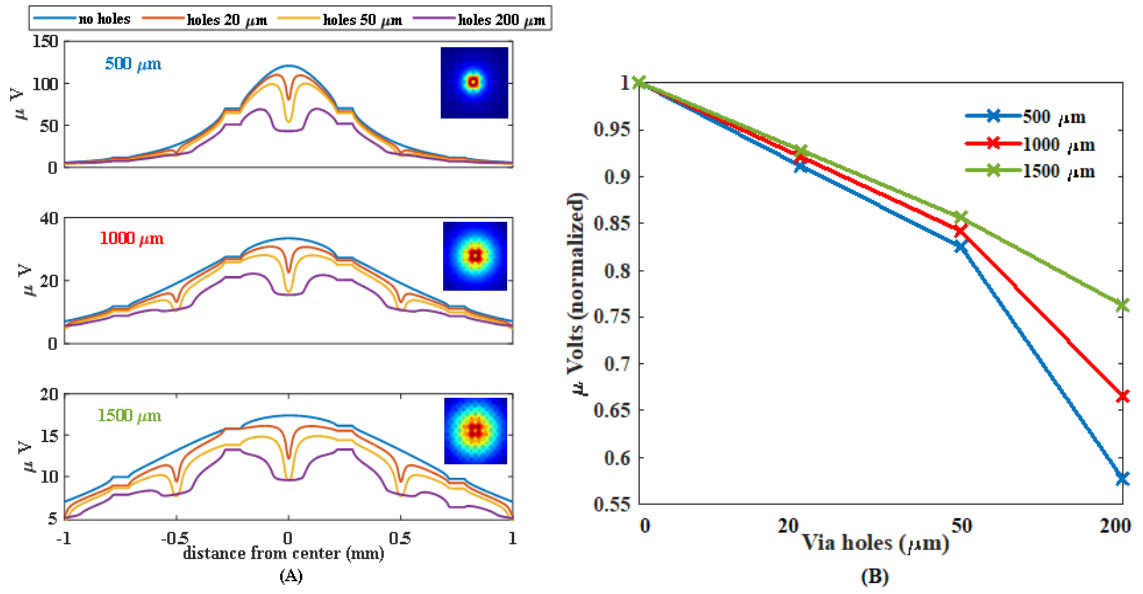 no holes holes 20 μm holes 50 μm holes 200 μm
150
500 μm
100
μ V
50
0
40
1000 μm
μ V
20
0
20
1500 μm
15
μ V
10
5
-1 -0.5 0 0.5 1
distance from center (mm)
(A)
1
500 μm
0.95
1000 μm
1500 μm
0.9
0.85
0.8
0.75
0.7
0.65
0.6
0.55
μ Volts (normalized)
0 20 50 200
Via holes (μm)
(B)